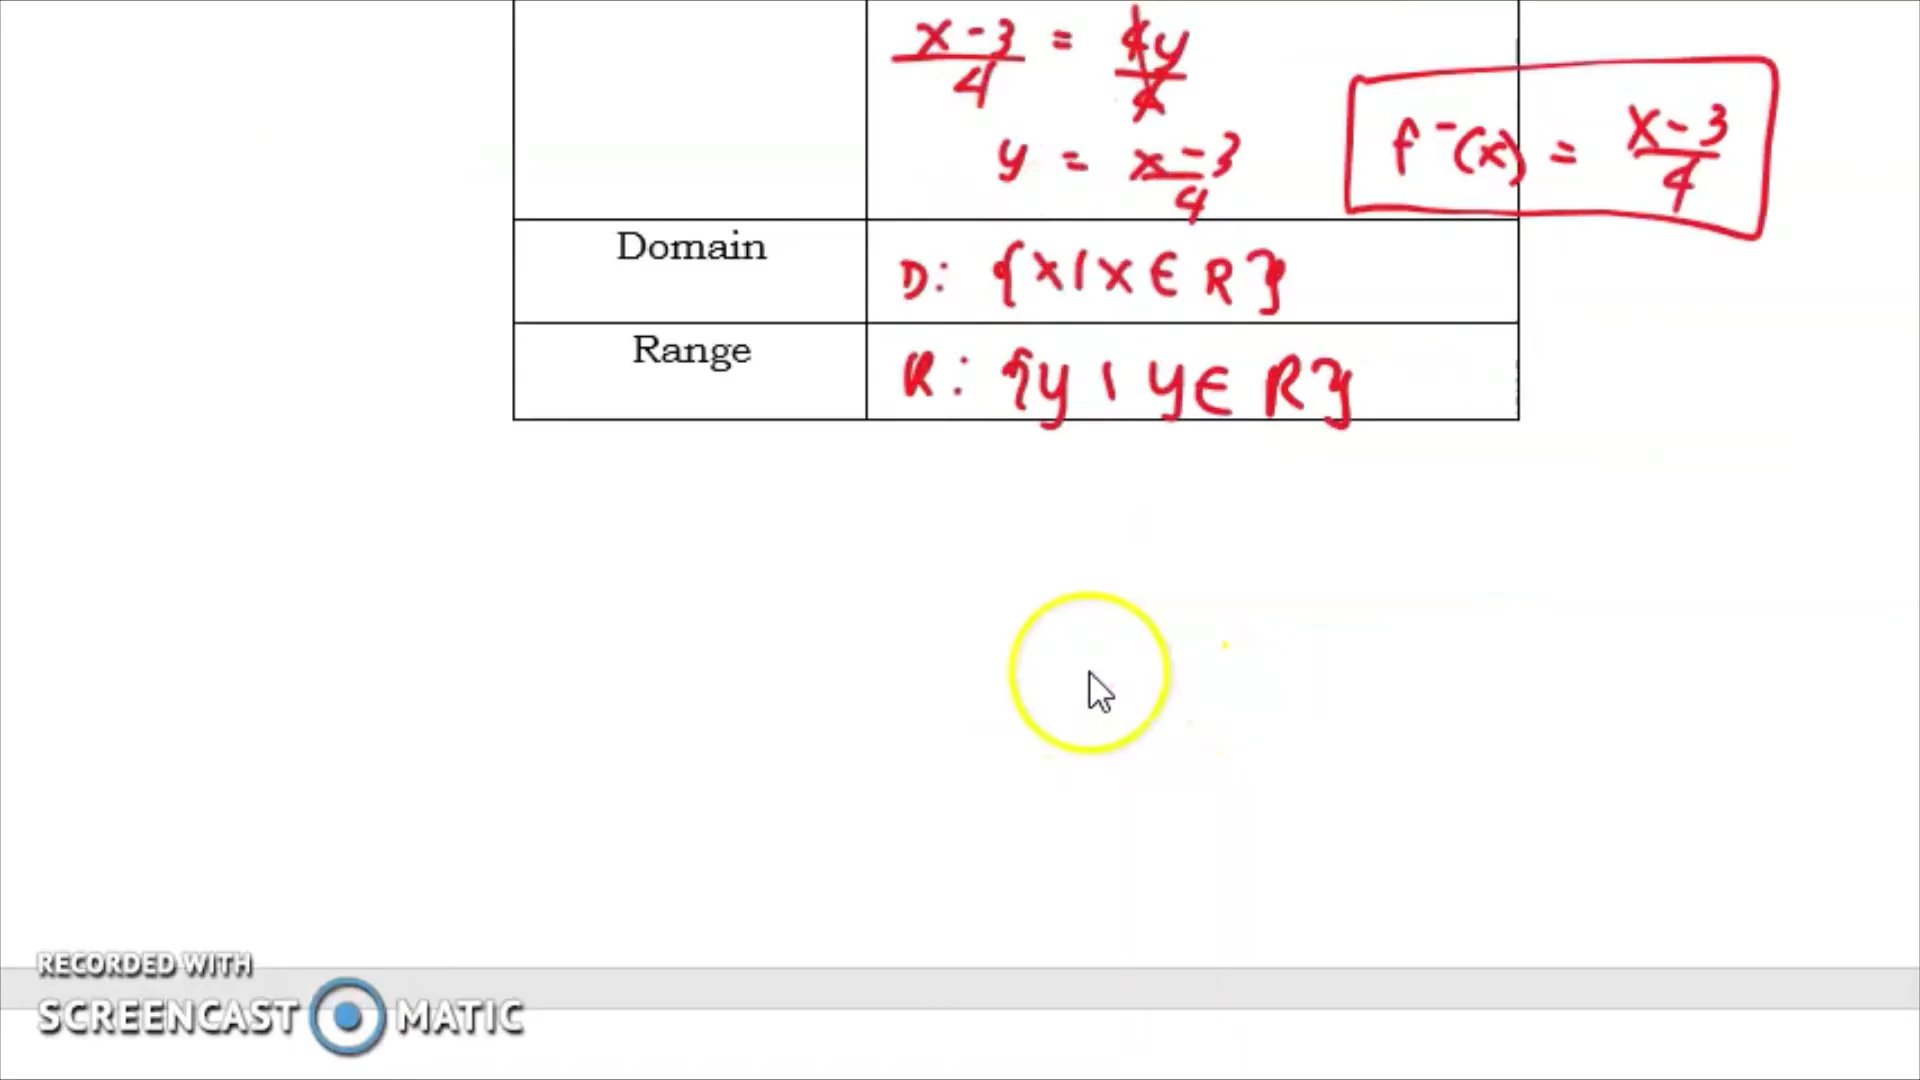 x-3/4 = 4y/4
y = x-3/4
f⁻(x) = x-3/4
Domain
D: {x|x∈R}
Range
R: {y|y∈R}
RECORDED WITH
SCREENCAST MATIC